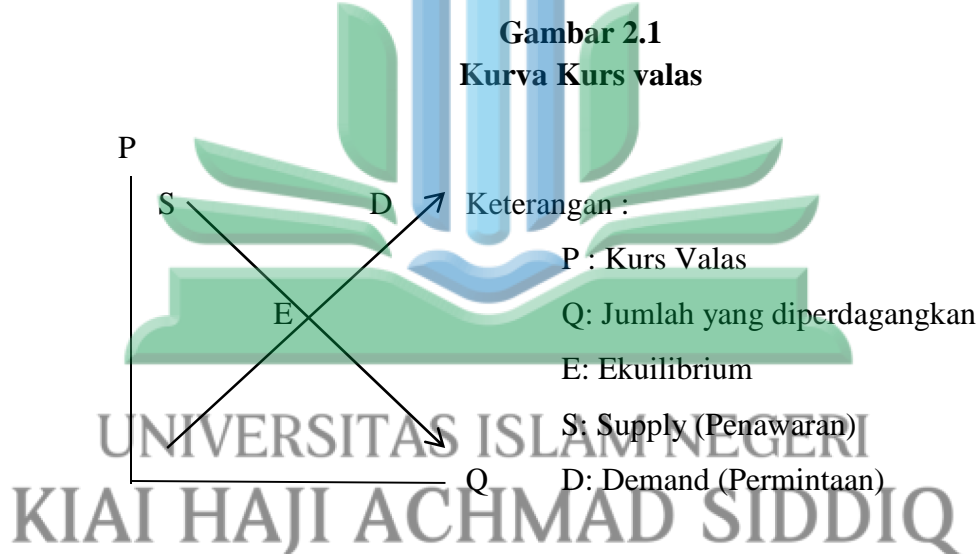 Gambar 2.1
Kurva Kurs valas
P
S
D
Keterangan :
P : Kurs Valas
E
Q: Jumlah yang diperdagangkan
E: Ekuilibrium
UNIVERSITAS ISLAM NEGERI
S: Supply (Penawaran)
Q
D: Demand (Permintaan)
KIAI HAJI ACHMAD SIDDIQ